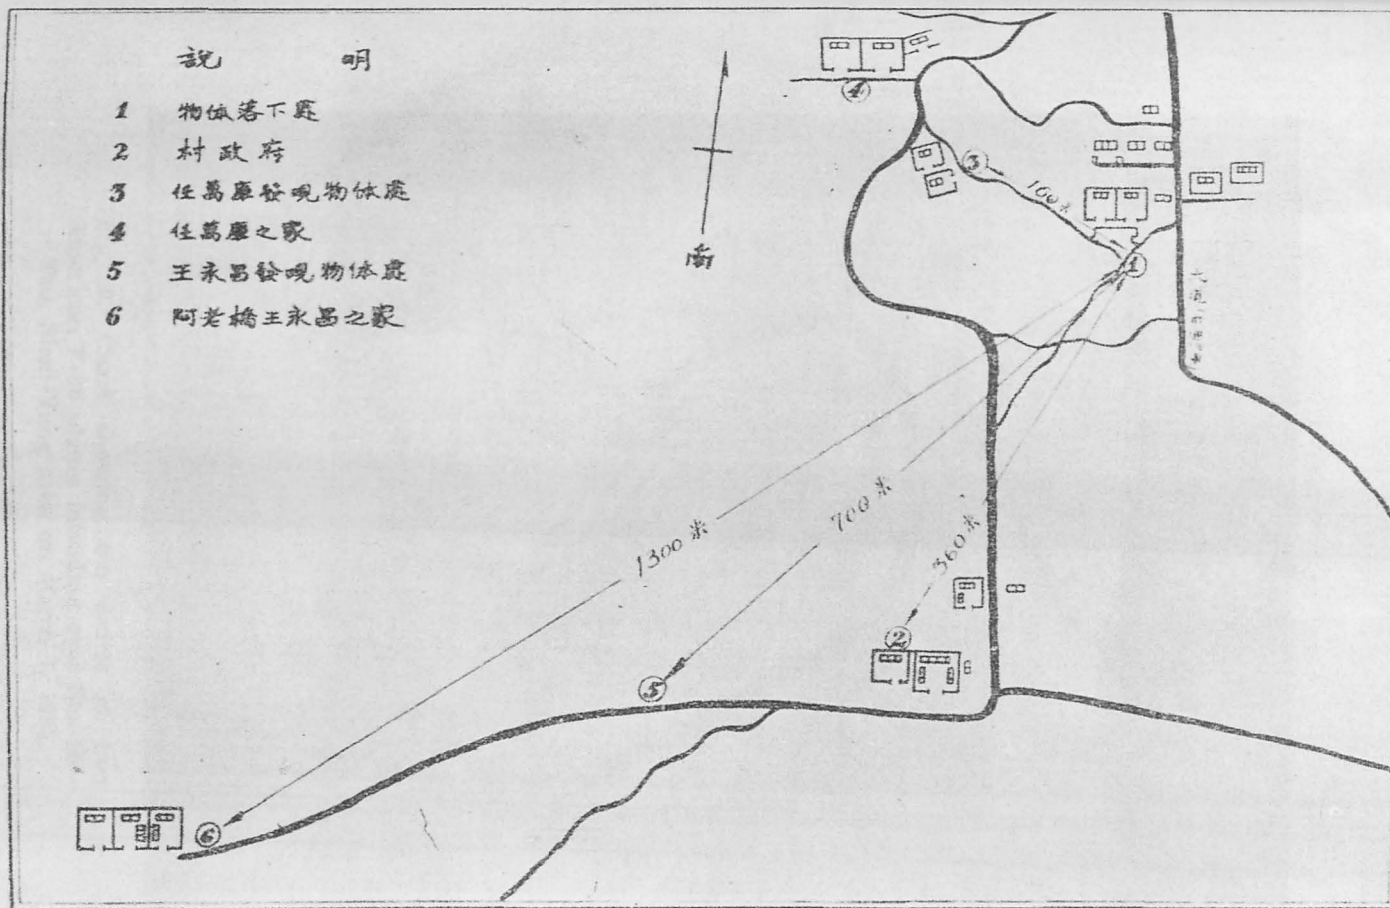 說 明
1 物体落下處
2 村政府
3 任萬雁發現物体處
4 任萬雁之家
5 王永昌發現物体處
6 阿老橋王永昌之家
南
4
3
160米
1
1300米
700米
360米
2
5
6